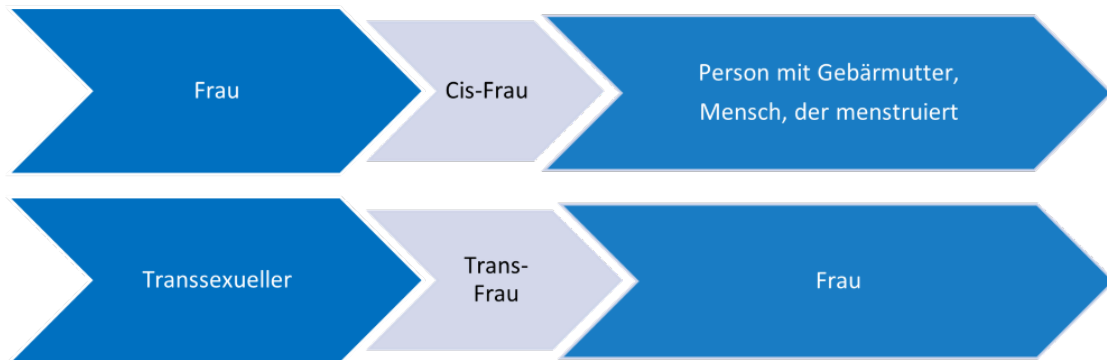 Frau
Cis-Frau
Person mit Gebärmutter,
Mensch, der menstruiert
Transsexueller
Trans-
Frau
Frau